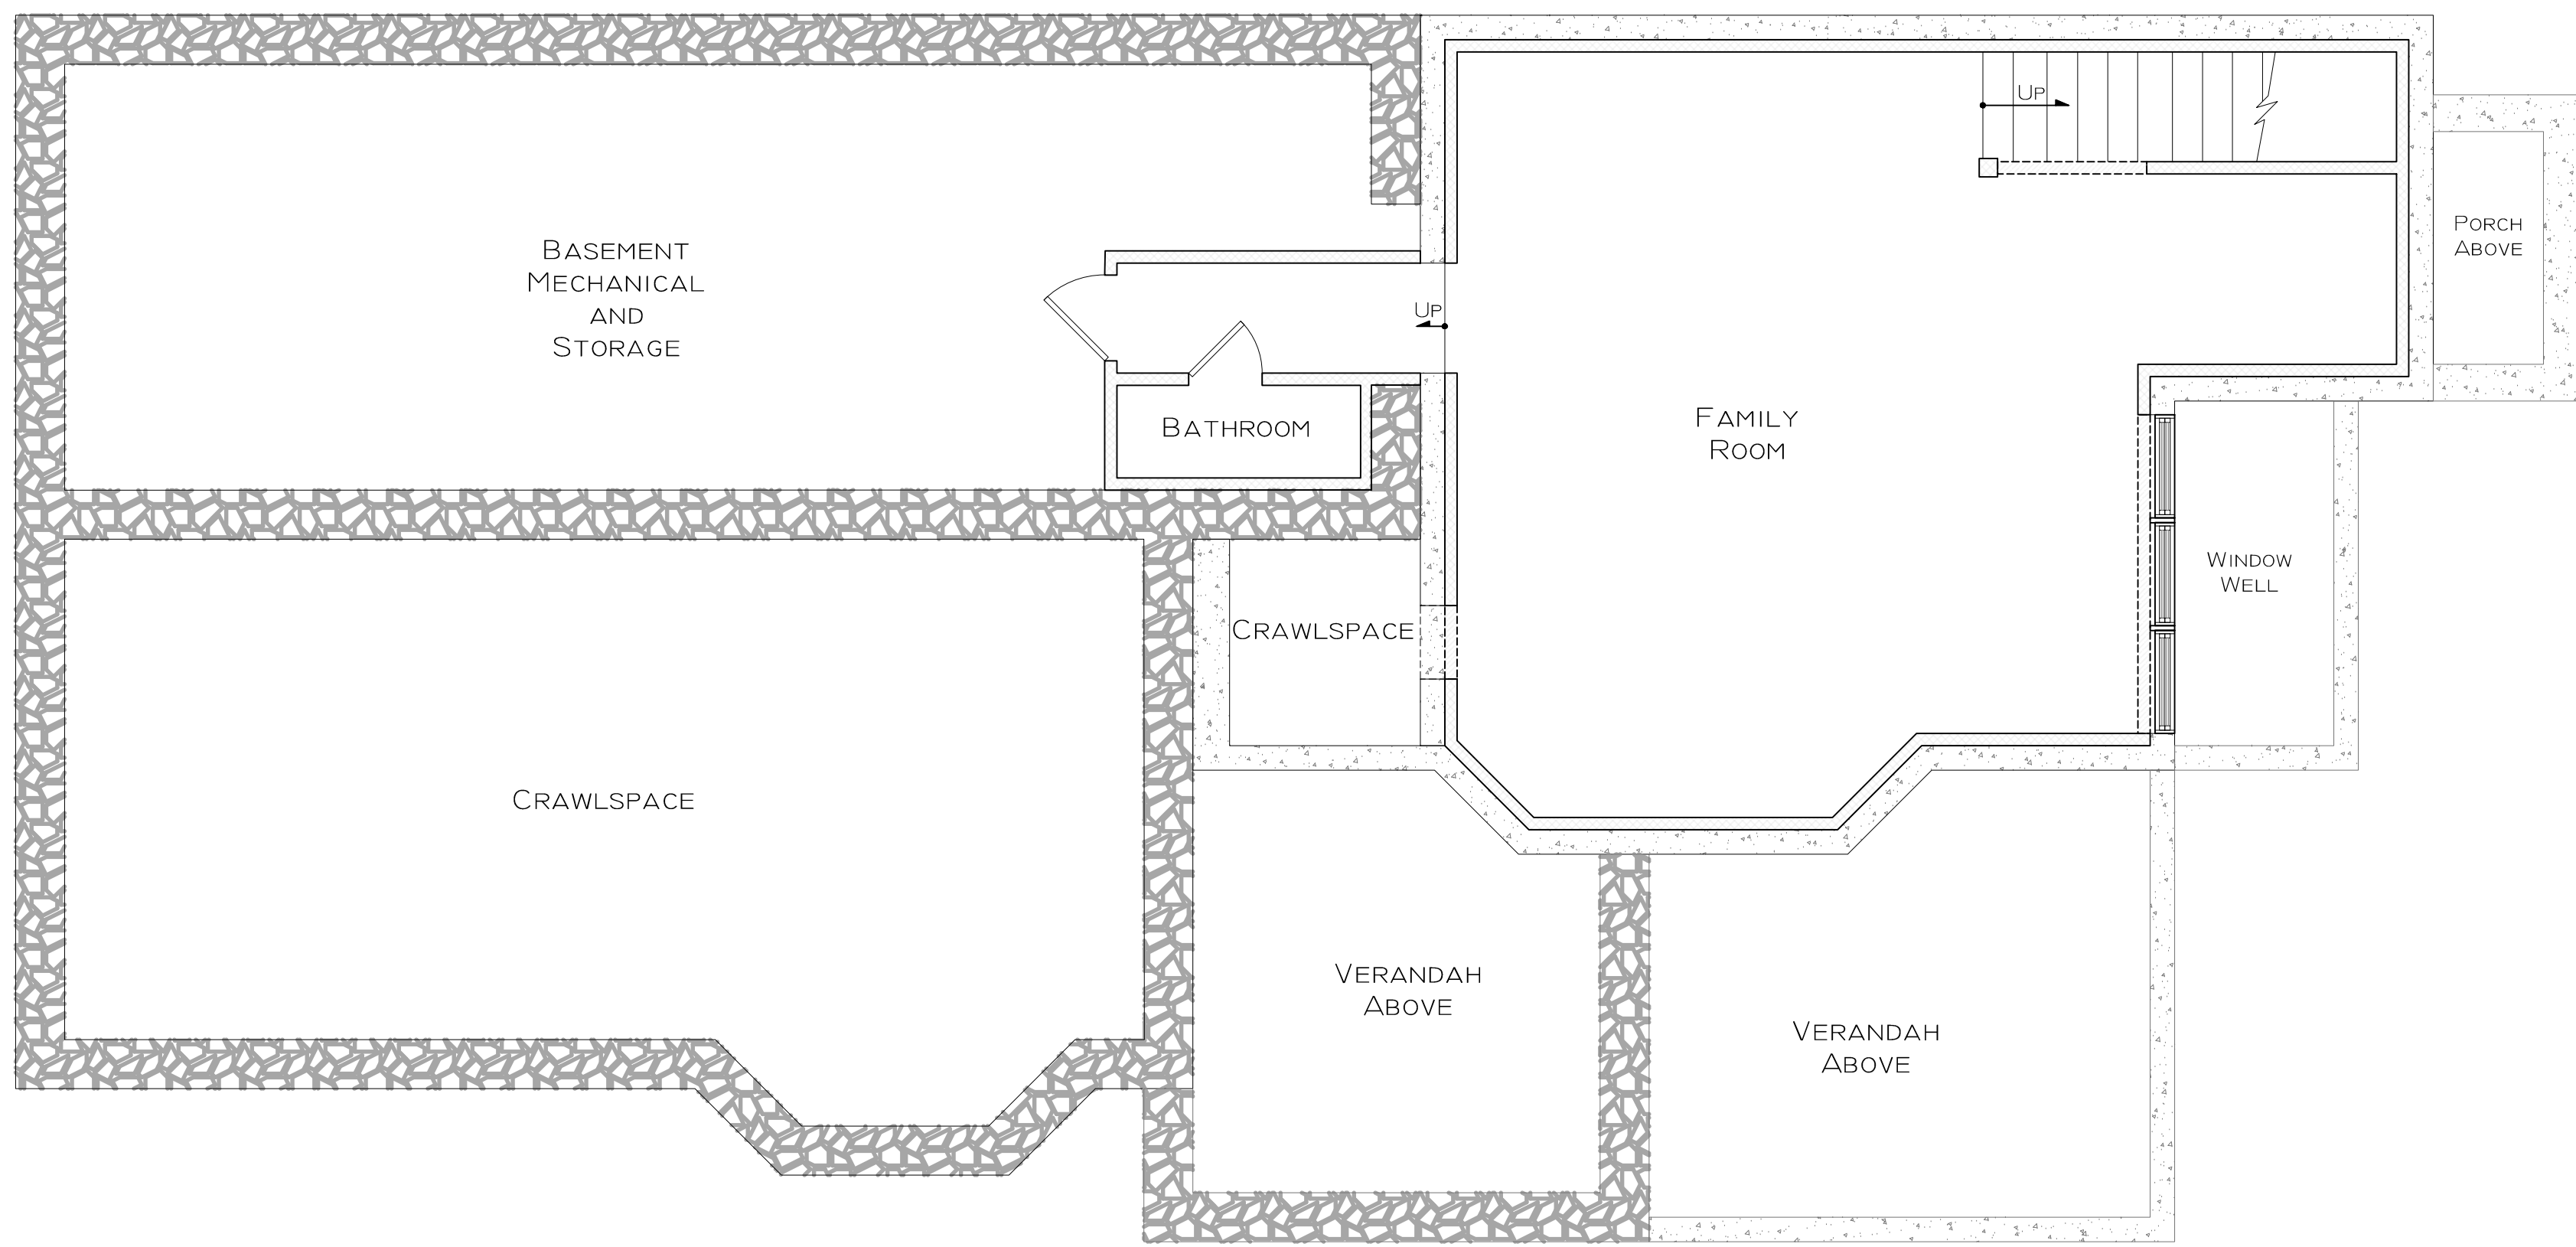 Up
Porch
Above
Basement
Mechanical
and
Storage
Up
Family
Room
Bathroom
Window
Well
Crawlspace
Crawlspace
Verandah
Above
Verandah
Above